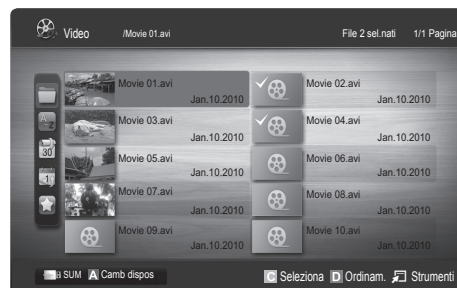 Video /Movie 01.avi File 2 sel.nati 1/1 Pagina
Movie 01.avi Movie 02.avi
Jan.10.2010 Jan.10.2010
Movie 03.avi Movie 04.avi
Jan.10.2010 Jan.10.2010
Movie 05.avi Movie 06.avi
Jan.10.2010 Jan.10.2010
Movie 07.avi Movie 08.avi
Jan.10.2010 Jan.10.2010
Movie 09.avi Movie 10.avi
Jan.10.2010 Jan.10.2010
SUM A Camb dispos C Seleziona D Ordinam. Strumenti